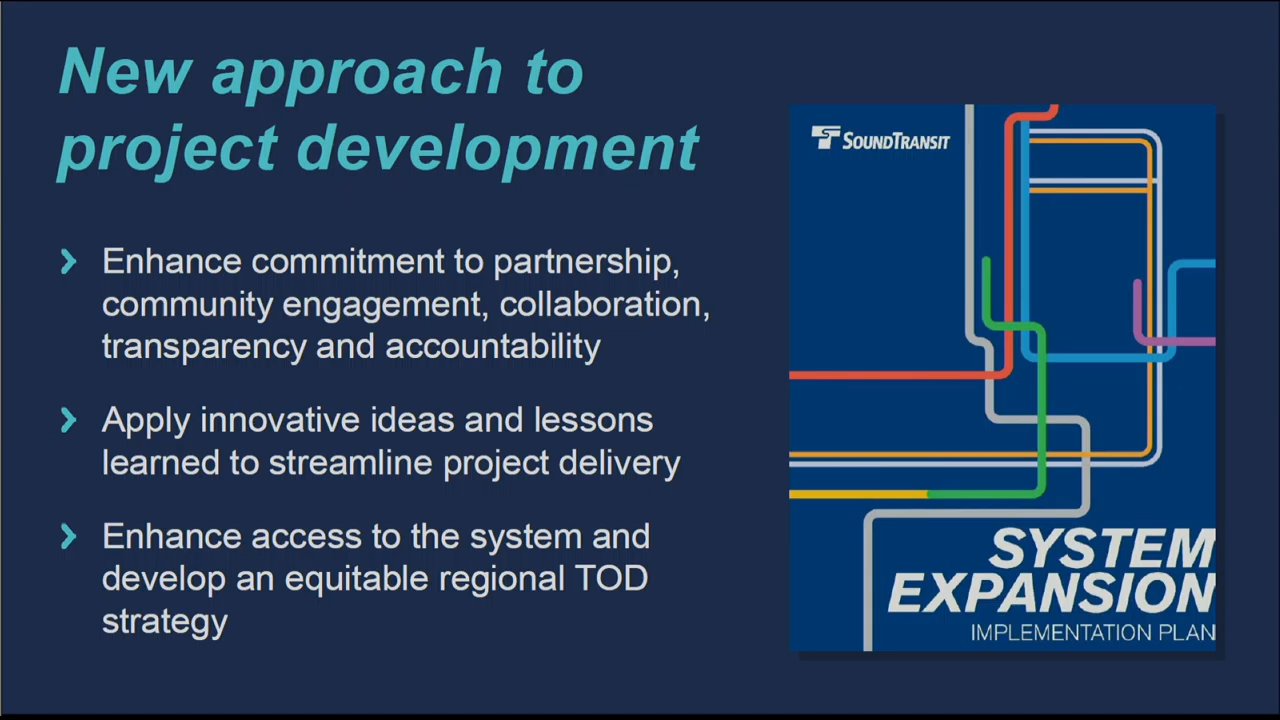 New approach to
project development
Enhance commitment to partnership,
community engagement, collaboration,
transparency and accountability
Apply innovative ideas and lessons
learned to streamline project delivery
Enhance access to the system and
develop an equitable regional TOD
strategy
SOUNDTRANSIT
SYSTEM
EXPANSION
IMPLEMENTATION PLAN